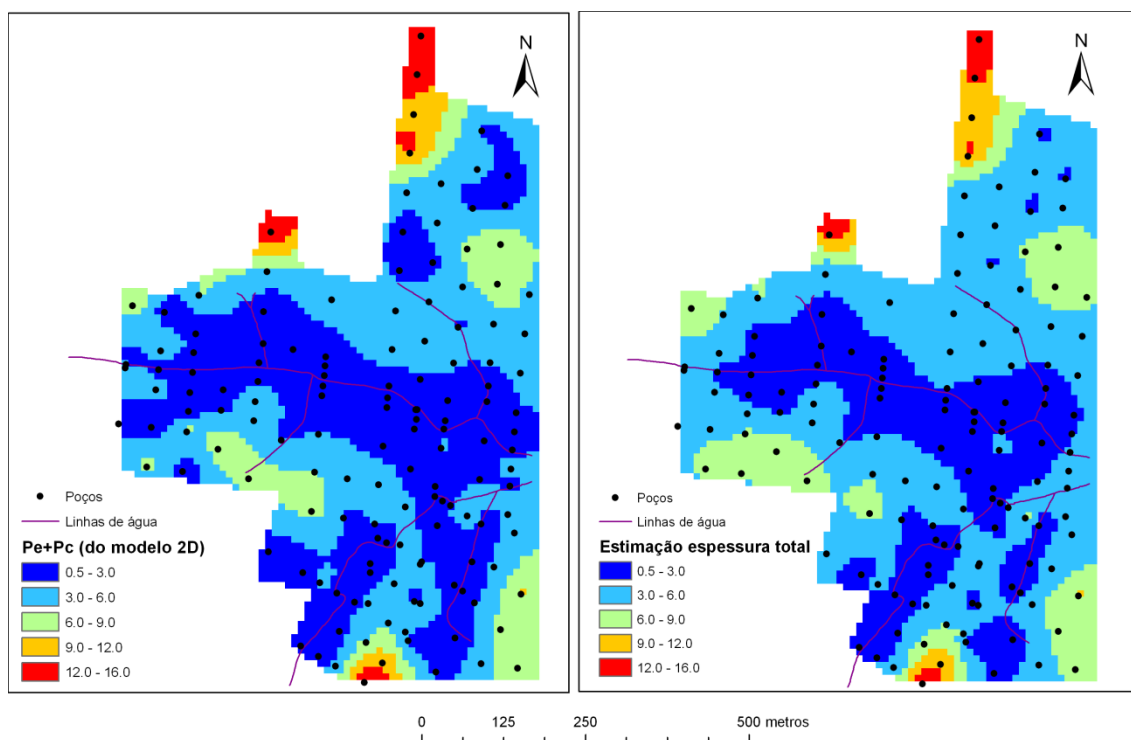 N
Poços
Linhas de água
Pe+Pc (do modelo 2D)
0.5 - 3.0
3.0 - 6.0
6.0 - 9.0
9.0 - 12.0
12.0 - 16.0
N
Poços
Linhas de água
Estimação espessura total
0.5 - 3.0
3.0 - 6.0
6.0 - 9.0
9.0 - 12.0
12.0 - 16.0
0 125 250 500 metros